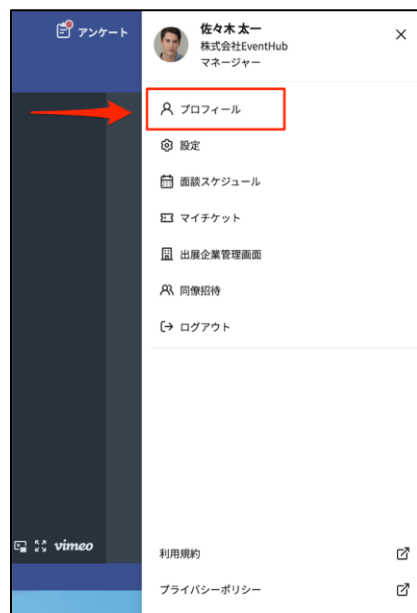 アンケート
佐々木 太一
株式会社EventHub
マネージャー
プロフィール
設定
面談スケジュール
マイチケット
出展企業管理画面
同僚招待
ログアウト
vimeo
利用規約
プライバシーポリシー